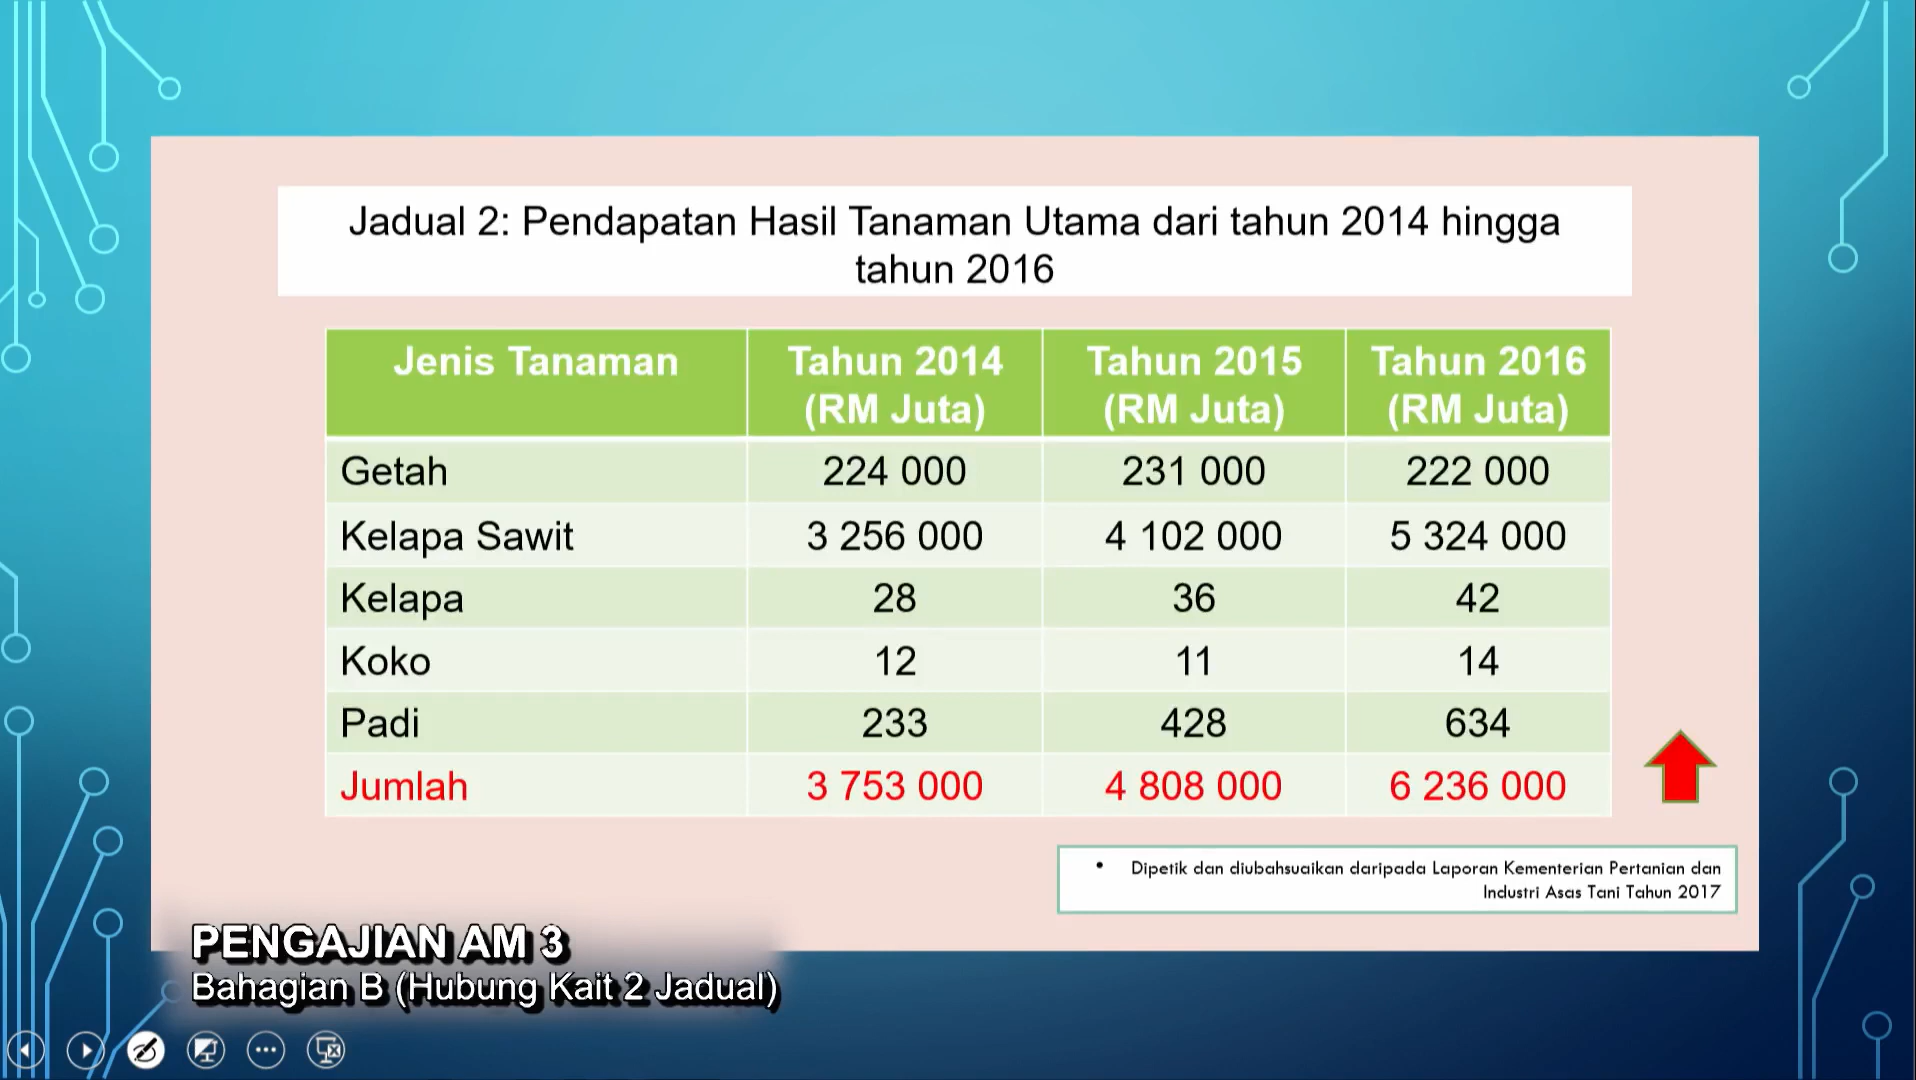 Jadual 2: Pendapatan Hasil Tanaman Utama dari tahun 2014 hingga
tahun 2016
Jenis Tanaman Tahun 2014 Tahun 2015 Tahun 2016
(RM Juta) (RM Juta) (RM Juta)
Getah 224 000 231 000 222 000
Kelapa Sawit 3 256 000 4 102 000 5 324 000
Kelapa 28 36 42
Koko 12 11 14
Padi 233 428 634
Jumlah 3 753 000 4 808 000 6 236 000
• Dipetik dan diubahsuaikan daripada Laporan Kementerian Pertanian dan
Industri Asas Tani Tahun 2017
PENGAJIAN AM 3
Bahagian B (Hubung Kait 2 Jadual)